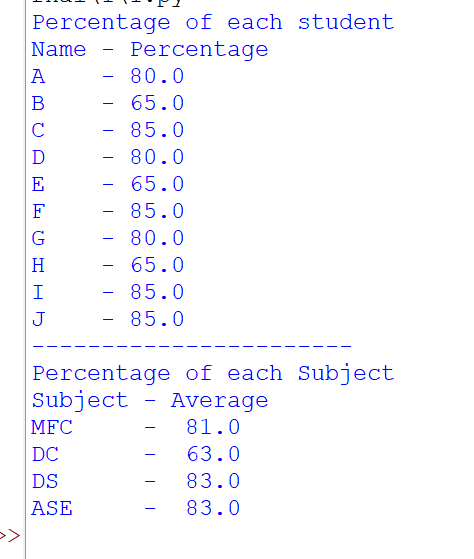 Percentage of each student
Name - Percentage
A    - 80.0
B    - 65.0
C    - 85.0
D    - 80.0
E    - 65.0
F    - 85.0
G    - 80.0
H    - 65.0
I    - 85.0
J    - 85.0
-----------------------
Percentage of each Subject
Subject - Average
MFC     -  81.0
DC      -  63.0
DS      -  83.0
ASE     -  83.0
>>